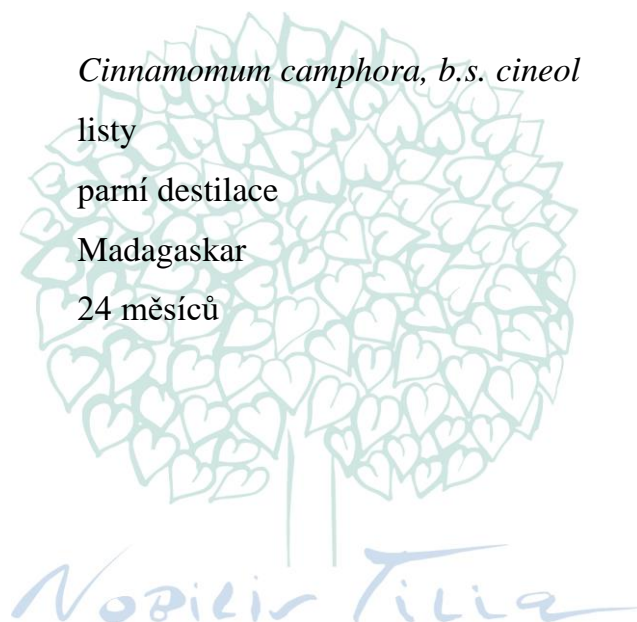 Cinnamomum camphora, b.s. cineol
listy
parní destilace
Madagaskar
24 měsíců
Nobilis Tilia